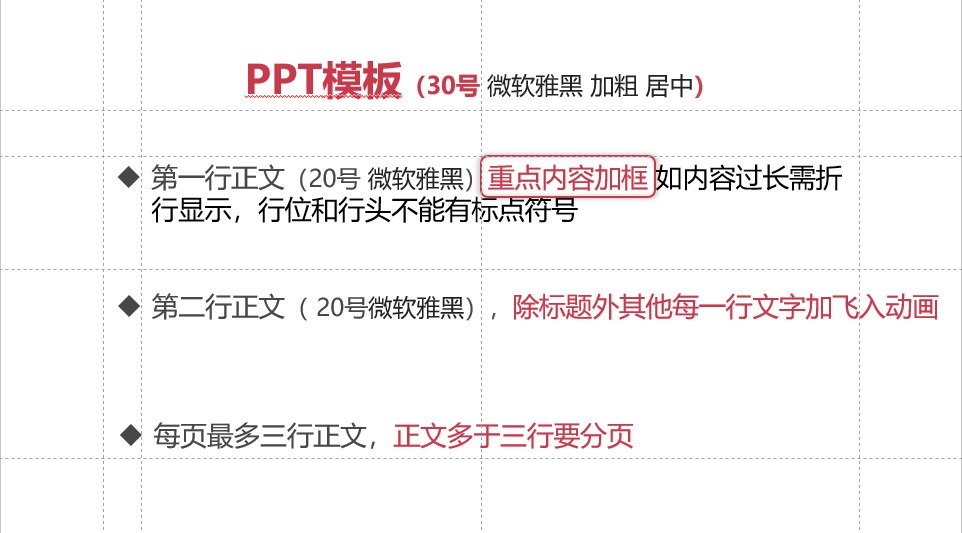 PPT模板（30号 微软雅黑 加粗 居中）
第一行正文（20号 微软雅黑）重点内容加框 如内容过长需折
行显示，行位和行头不能有标点符号
第二行正文（ 20号微软雅黑），除标题外其他每一行文字加飞入动画
每页最多三行正文，正文多于三行要分页